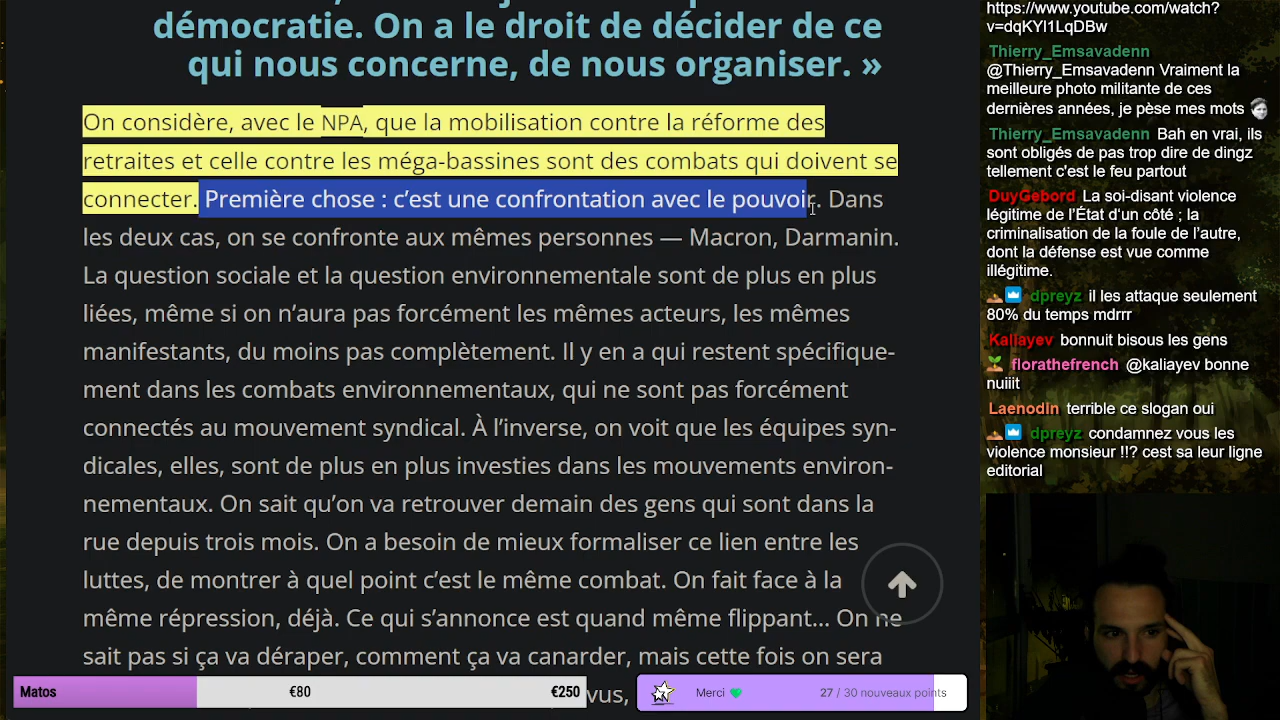 démocratie. On a le droit de décider de ce
qui nous concerne, de nous organiser. »
On considère, avec le NPA, que la mobilisation contre la réforme des
retraites et celle contre les méga-bassines sont des combats qui doivent se
connecter. Première chose : c’est une confrontation avec le pouvoir. Dans
les deux cas, on se confronte aux mêmes personnes — Macron, Darmanin.
La question sociale et la question environnementale sont de plus en plus
liées, même si on n’aura pas forcément les mêmes acteurs, les mêmes
manifestants, du moins pas complètement. Il y en a qui restent spécifique-
ment dans les combats environnementaux, qui ne sont pas forcément
connectés au mouvement syndical. À l’inverse, on voit que les équipes syn-
dicales, elles, sont de plus en plus investies dans les mouvements environ-
nementaux. On sait qu’on va retrouver demain des gens qui sont dans la
rue depuis trois mois. On a besoin de mieux formaliser ce lien entre les
luttes, de montrer à quel point c’est le même combat. On fait face à la
même répression, déjà. Ce qui s’annonce est quand même flippant… On ne
sait pas si ça va déraper, comment ça va canarder, mais cette fois on sera
vus,
Matos €80 €250
Merci 27 / 30 nouveaux points
https://www.youtube.com/watch?
v=dqKYl1LqDBw
Thierry_Emsavadenn
@Thierry_Emsavadenn Vraiment la
meilleure photo militante de ces
dernières années, je pèse mes mots
Thierry_Emsavadenn Bah en vrai, ils
sont obligés de pas trop dire de dingz
tellement c'est le feu partout
DuyGebord La soi-disant violence
légitime de l’État d‘un côté ; la
criminalisation de la foule de l’autre,
dont la défense est vue comme
illégitime.
dpreyz il les attaque seulement
80% du temps mdrrr
Kaliayev bonnuit bisous les gens
florathefrench @kaliayev bonne
nuiiit
Laenodin terrible ce slogan oui
dpreyz condamnez vous les
violence monsieur !!? cest sa leur ligne
editorial